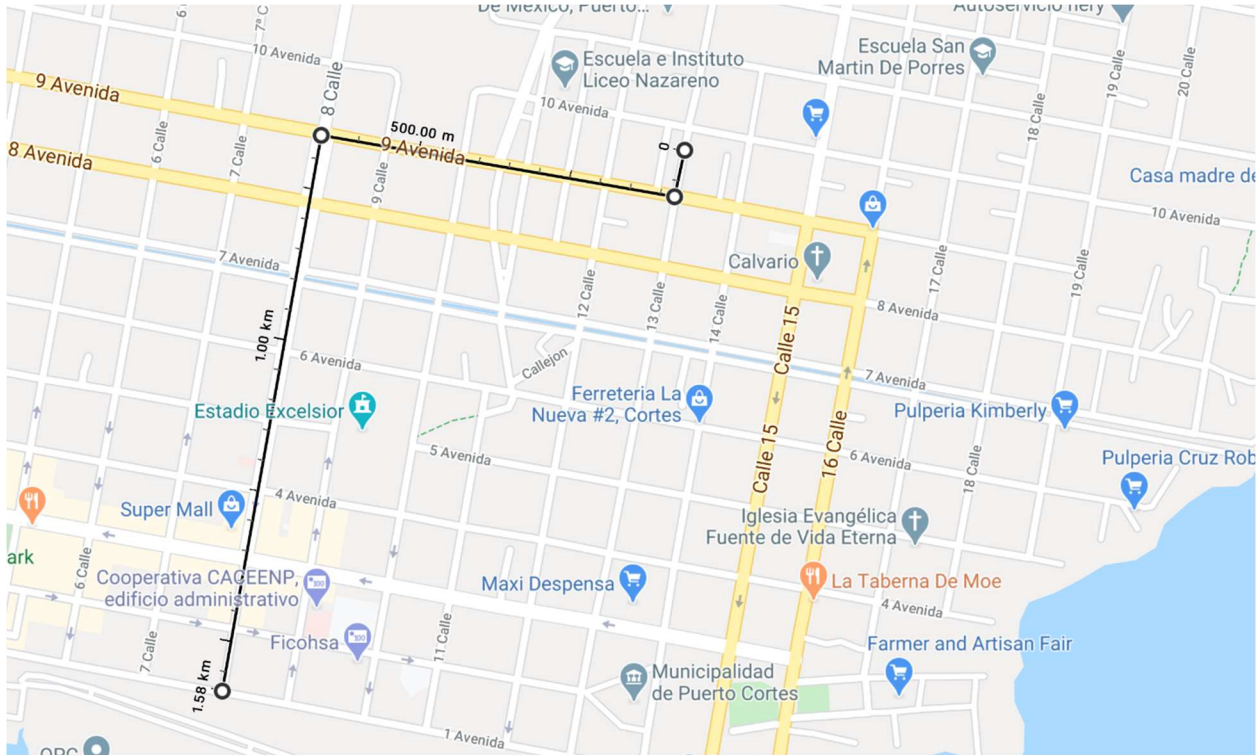 De México, Puerto...
Autoservicio nery
7ª C
10 Avenida
8 Calle
Escuela e Instituto
Liceo Nazareno
Escuela San
Martin De Porres
19 Calle
20 Calle
9 Avenida
500.00 m
9 Avenida
10 Avenida
18 Calle
0
8 Avenida
6 Calle
7 Calle
9 Calle
Casa madre de
10 Avenida
7 Avenida
Calvario
12 Calle
13 Calle
14 Calle
17 Calle
19 Calle
8 Avenida
1.00 km
6 Avenida
Callejon
Calle 15
7 Avenida
Estadio Excelsior
Ferreteria La
Nueva #2, Cortes
Pulperia Kimberly
5 Avenida
Calle 15
16 Calle
6 Avenida
18 Calle
Pulperia Cruz Rob
Super Mall
4 Avenida
Iglesia Evangélica
Fuente de Vida Eterna
ark
6 Calle
Cooperativa CACEENP,
edificio administrativo
Maxi Despensa
La Taberna De Moe
4 Avenida
Ficohsa
7 Calle
11 Calle
Farmer and Artisan Fair
1.58 km
Municipalidad
de Puerto Cortes
1 Avenida